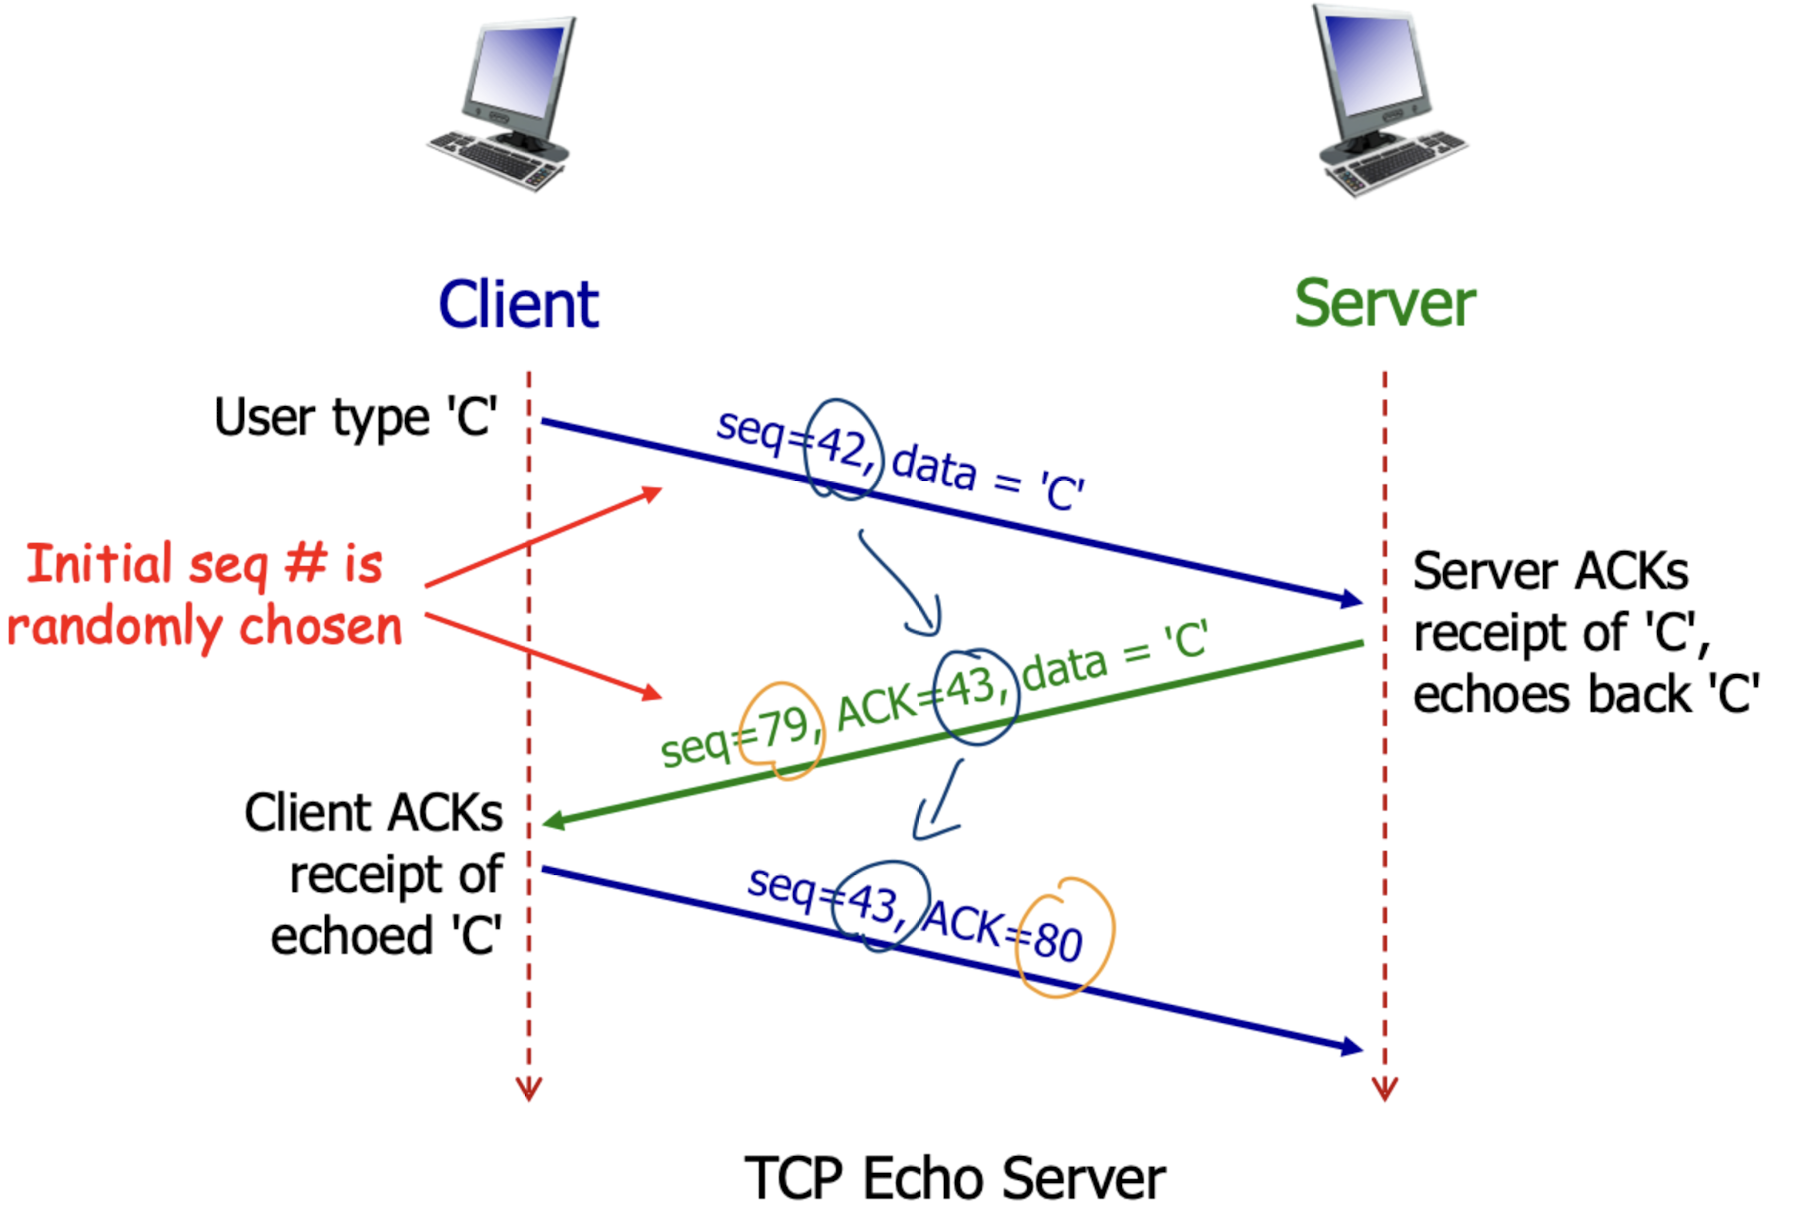 Client
Server
User type 'C'
seq=42, data = 'C'
Initial seq # is
randomly chosen
Server ACKs
receipt of 'C',
echoes back 'C'
seq=79, ACK=43, data = 'C'
Client ACKs
receipt of
echoed 'C'
seq=43, ACK=80
TCP Echo Server